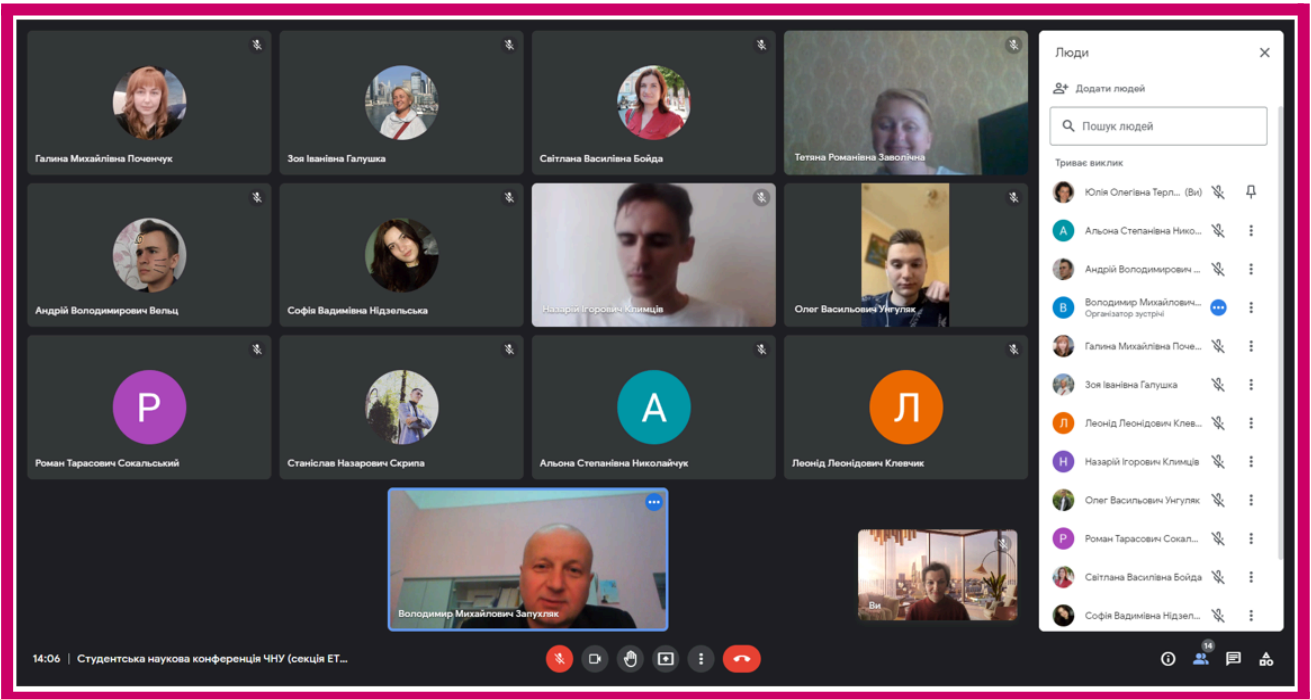 Галина Михайлівна Поченчук
Зоя Іванівна Галушка
Світлана Василівна Бойда
Тетяна Романівна Заволічна
Андрій Володимирович Вельц
Софія Вадимівна Нідзельська
Назарій Ігорович Климців
Олег Васильович Унгуляк
Р
Роман Тарасович Сокальський
Станіслав Назарович Скрипа
А
Альона Степанівна Николайчук
Л
Леонід Леонідович Клевчик
Володимир Михайлович Запухляк
Ви
14:06 | Студентська наукова конференція ЧНУ (секція ЕТ...
14
Люди
Додати людей
Пошук людей
Триває виклик
Юлія Олегівна Терл... (Ви)
А Альона Степанівна Нико...
Андрій Володимирович ...
В Володимир Михайлович...
Організатор зустрічі
Галина Михайлівна Поче...
Зоя Іванівна Галушка
Л Леонід Леонідович Клев...
Н Назарій Ігорович Климців
Олег Васильович Унгуляк
Р Роман Тарасович Сокал...
Світлана Василівна Бойда
Софія Вадимівна Нідзел...